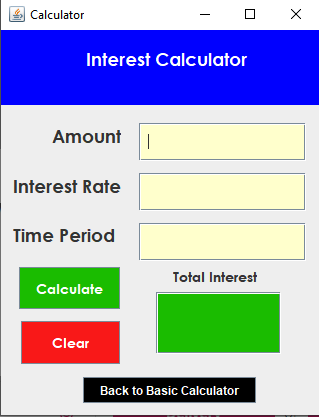 Calculator
Interest Calculator
Amount
Interest Rate
Time Period
Calculate
Total Interest
Clear
Back to Basic Calculator